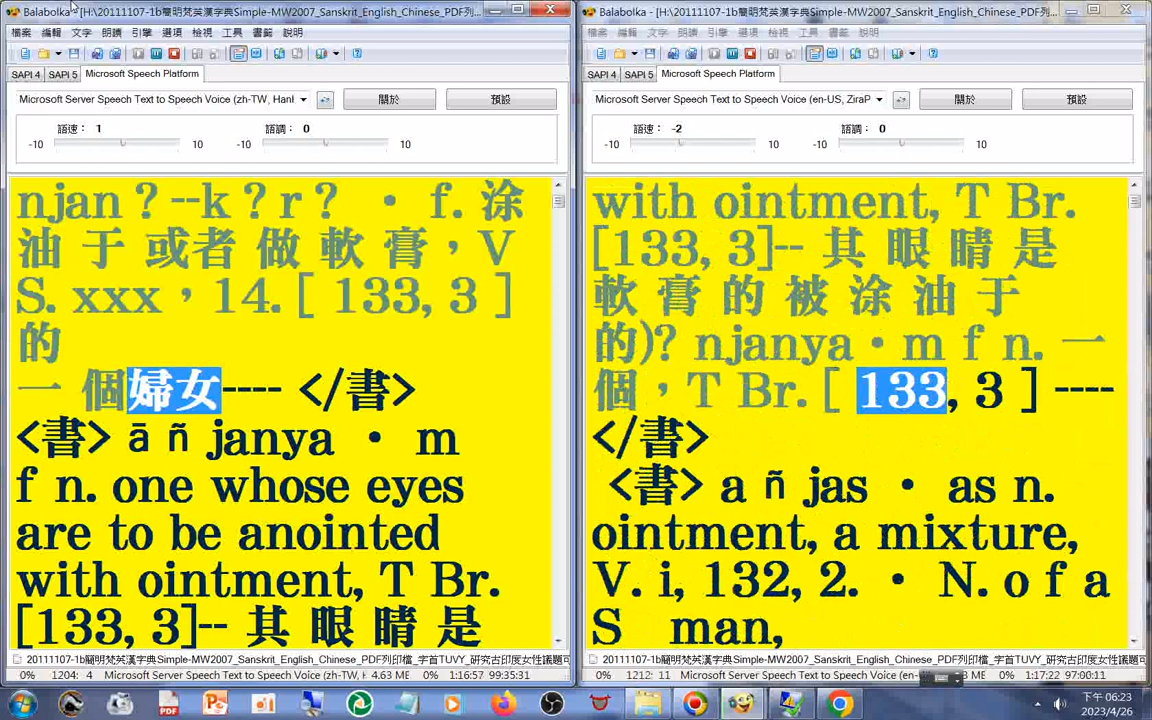 Balabolka - [H:\20111107-1b簡明梵英漢字典Simple-MW2007_Sanskrit_English_Chinese_PDF列...
檔案 編輯 文字 朗讀 引擎 選項 檢視 工具 書籤 說明
SAPI 4 SAPI 5 Microsoft Speech Platform
Microsoft Server Speech Text to Speech Voice (zh-TW, Hanl
關於
預設
語速： 1
語調： 0
-10 10 -10 10
njan？--k？r？ • f. 涂
油于或者做軟膏，V
S. xxx，14. [ 133, 3 ]
的
一個婦女---- </書>
<書> āñjanya • m
f n. one whose eyes
are to be anointed
with ointment, T Br.
[133, 3]-- 其眼睛是
20111107-1b簡明梵英漢字典Simple-MW2007_Sanskrit_English_Chinese_PDF列印檔_字首TUVY_研究古印度女性議題可
0% 1204: 4 Microsoft Server Speech Text to Speech Voice (zh-TW, H 4.63 ME 0% 1:16:57 99:35:31
Balabolka - [H:\20111107-1b簡明梵英漢字典Simple-MW2007_Sanskrit_English_Chinese_PDF列...
檔案 編輯 文字 朗讀 引擎 選項 檢視 工具 書籤 說明
SAPI 4 SAPI 5 Microsoft Speech Platform
Microsoft Server Speech Text to Speech Voice (en-US, ZiraP
關於
預設
語速： -2
語調： 0
-10 10 -10 10
with ointment, T Br.
[133, 3]-- 其眼睛是
軟膏的被涂油于
的)? njanya • m f n. 一
個，T Br. [ 133, 3 ] ----
</書>
<書> a ñ jas • as n.
ointment, a mixture,
V. i, 132, 2. • N. o f a
S man,
20111107-1b簡明梵英漢字典Simple-MW2007_Sanskrit_English_Chinese_PDF列印檔_字首TUVY_研究古印度女性議題可
0% 1212: 11 Microsoft Server Speech Text to Speech Voice ME 0% 1:17:22 97:00:11
下午 06:23
2023/4/26